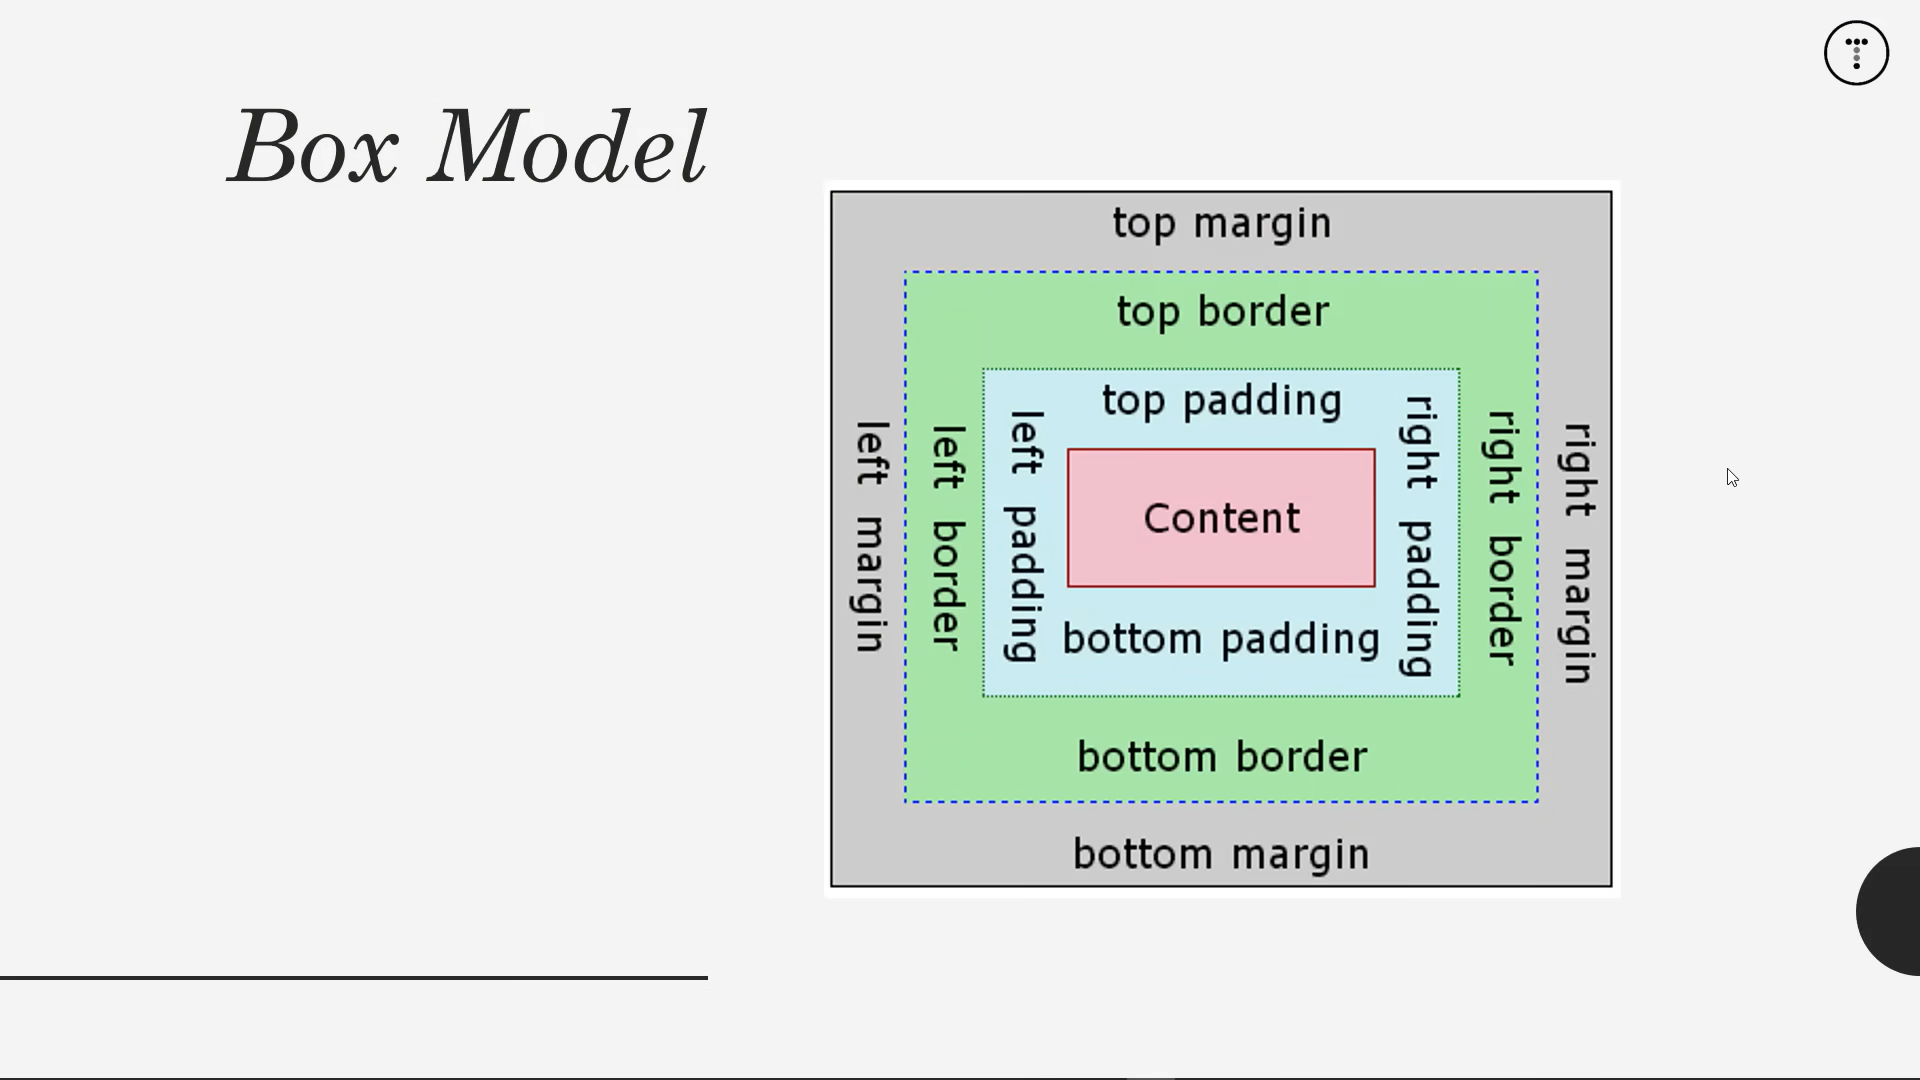 Box Model
top margin
top border
top padding
left margin
left border
left padding
Content
right padding
right border
right margin
bottom padding
bottom border
bottom margin